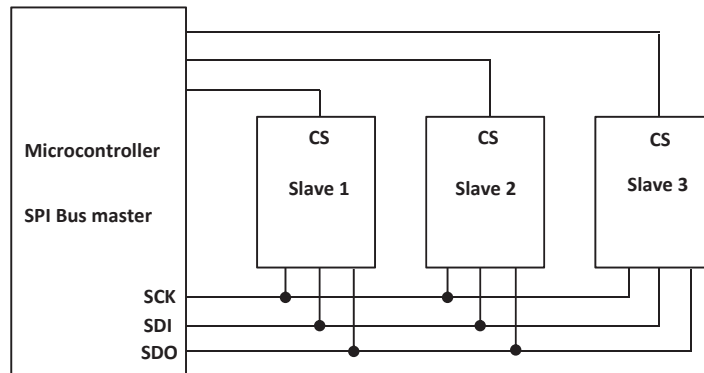 Microcontroller
SPI Bus master
SCK
SDI
SDO
CS
Slave 1
CS
Slave 2
CS
Slave 3